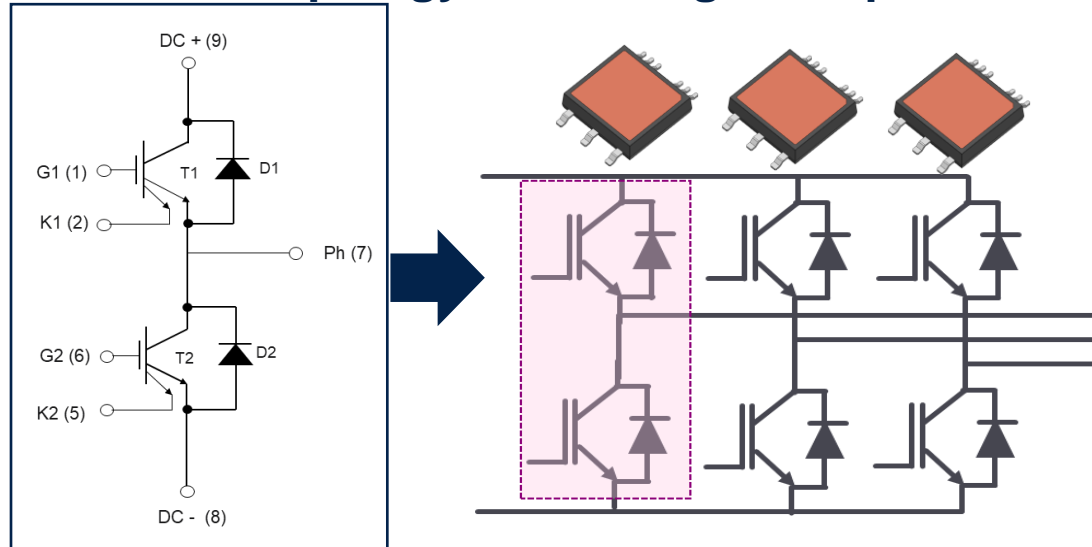 DC + (9)
G1 (1)
T1
D1
K1 (2)
Ph (7)
G2 (6)
T2
D2
K2 (5)
DC - (8)